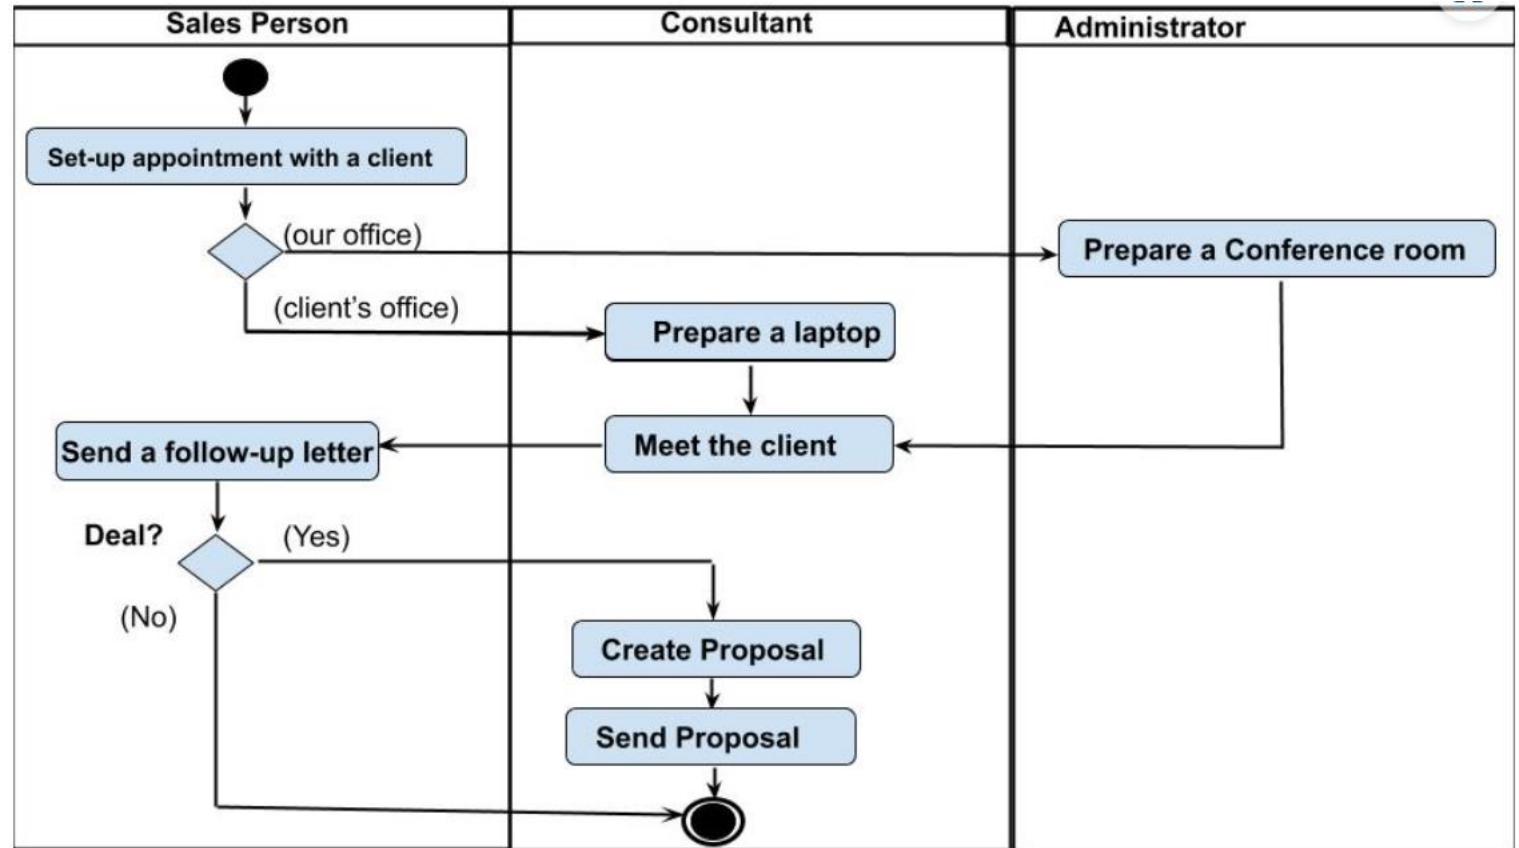 Sales Person
Consultant
Administrator
Set-up appointment with a client
(our office)
Prepare a Conference room
(client's office)
Prepare a laptop
Send a follow-up letter
Meet the client
Deal?
(Yes)
(No)
Create Proposal
Send Proposal